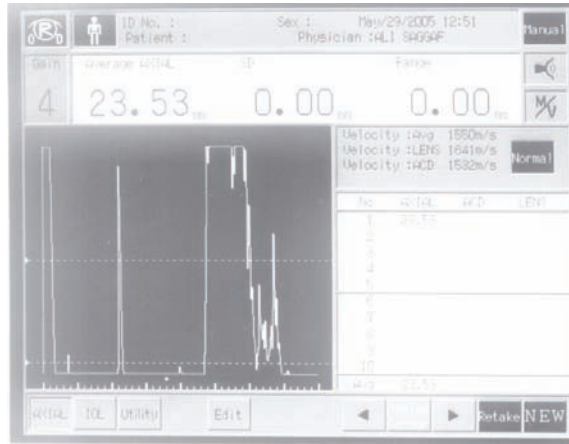 ID No. :
Sex :
May/29/2005 12:51
Manual
R
Patient :
Physician :ALI SAGGAF
Gain
Average AXIAL
SD
Range
4
23.53
0.00
0.00
M/V
Velocity :Avg 1550m/s
Velocity :LENS 1641m/s
Velocity :ACD 1532m/s
Normal
No AXIAL ACD LENS
1 23.53
2
3
4
5
6
7
8
9
10
Avg 23.53
AXIAL
IOL
Utility
Edit
Retake
NEW